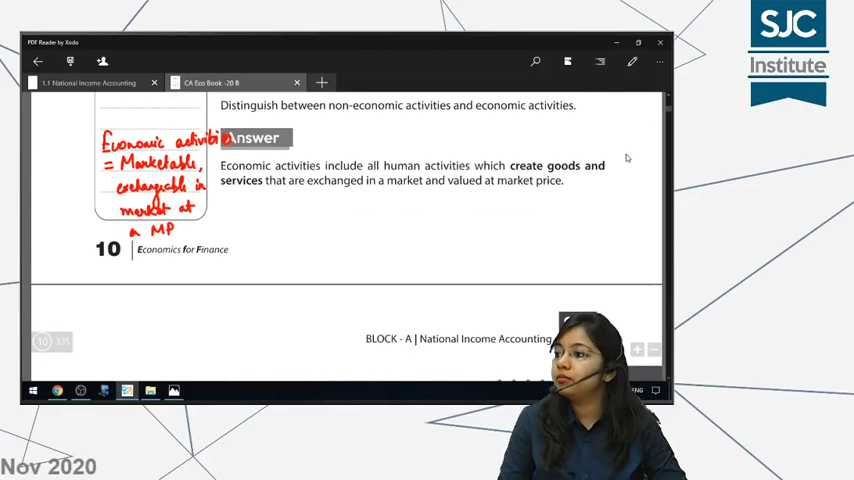 SJC
Institute
PDF Reader by Xodo
1.1 National Income Accounting
CA Eco Book -20 B
Distinguish between non-economic activities and economic activities.
Answer
Economic activities include all human activities which create goods and
services that are exchanged in a market and valued at market price.
Economic activities
= Marketable,
exchangeable in
market at
a MP
10 | Economics for Finance
10 335
BLOCK - A | National Income Accounting
ENG
Nov 2020